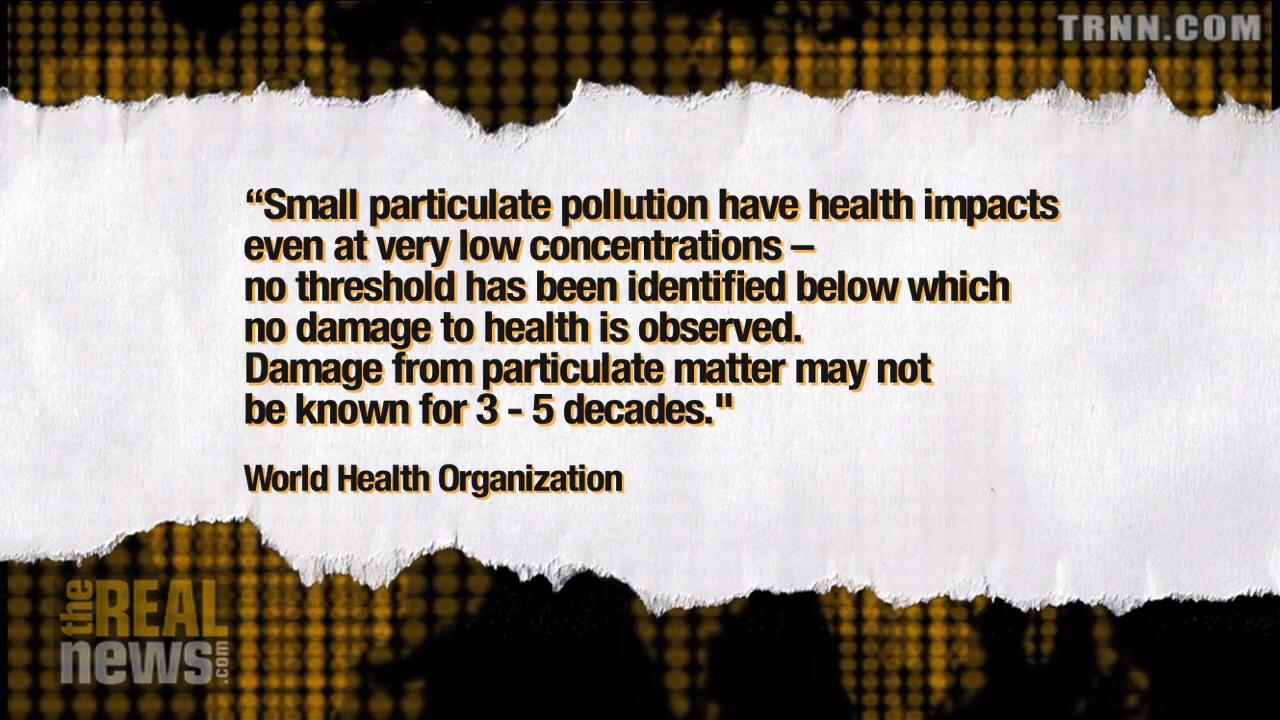 TRNN.COM
“Small particulate pollution have health impacts
even at very low concentrations –
no threshold has been identified below which
no damage to health is observed.
Damage from particulate matter may not
be known for 3 - 5 decades."
World Health Organization
the REAL
news.com